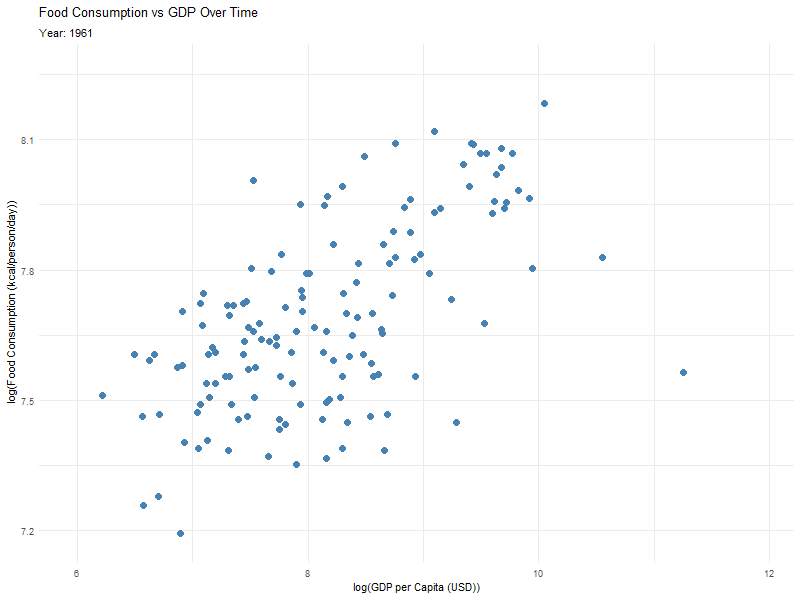 Food Consumption vs GDP Over Time
Year: 1961
log(Food Consumption (kcal/person/day))
8.1
7.8
7.5
7.2
6
8
10
12
log(GDP per Capita (USD))